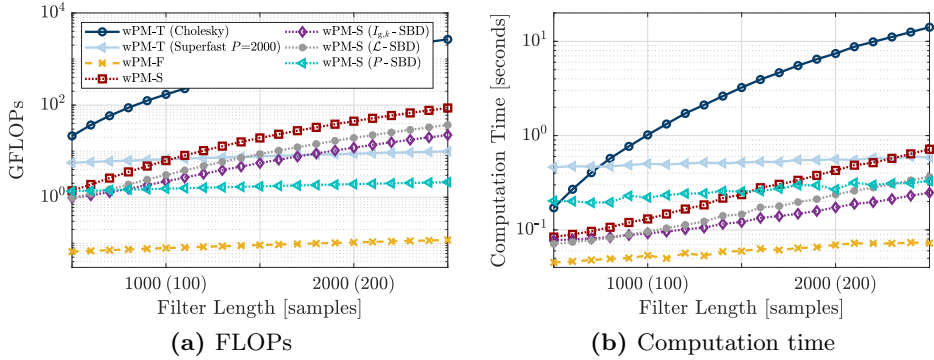 10^4
10^2
10^0
GFLOPs
wPM-T (Cholesky)
wPM-T (Superfast P=2000)
wPM-F
wPM-S
wPM-S (I_{g,k}-SBD)
wPM-S (ℒ-SBD)
wPM-S (P-SBD)
1000 (100)
2000 (200)
Filter Length [samples]
(a) FLOPs
10^1
10^0
10^{-1}
Computation Time [seconds]
1000 (100)
2000 (200)
Filter Length [samples]
(b) Computation time